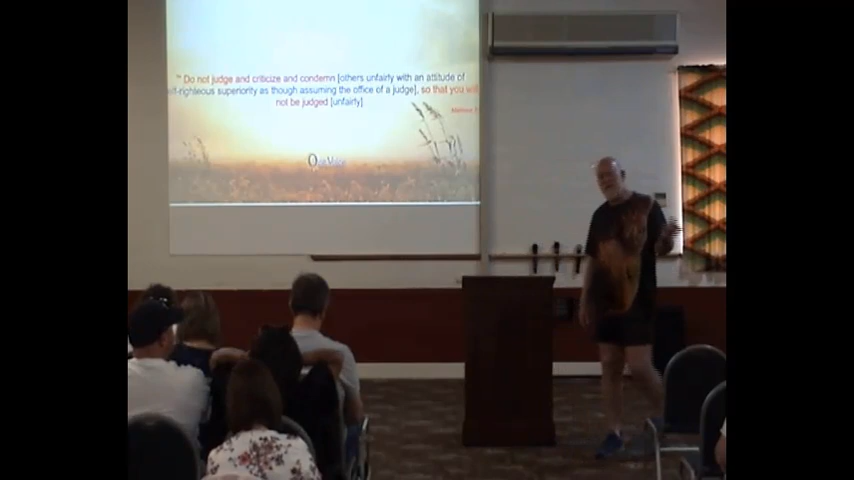 Do not judge and criticize and condemn [others unfairly with an attitude of
elf-righteous superiority as though assuming the office of a judge], so that you will
not be judged [unfairly]